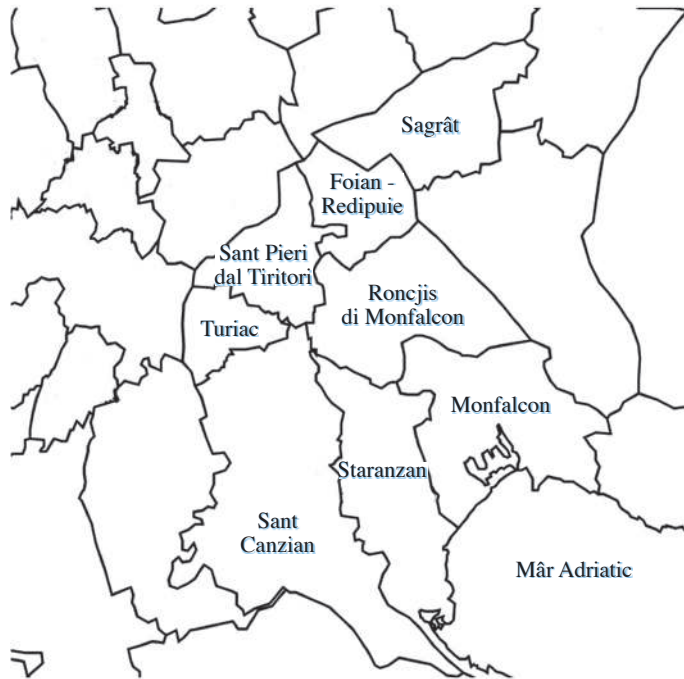 Sagrât
Foian -
Redipuie
Sant Pieri
dal Tiritori
Roncjis
di Monfalcon
Turiac
Monfalcon
Staranzan
Sant
Canzian
Mâr Adriatic